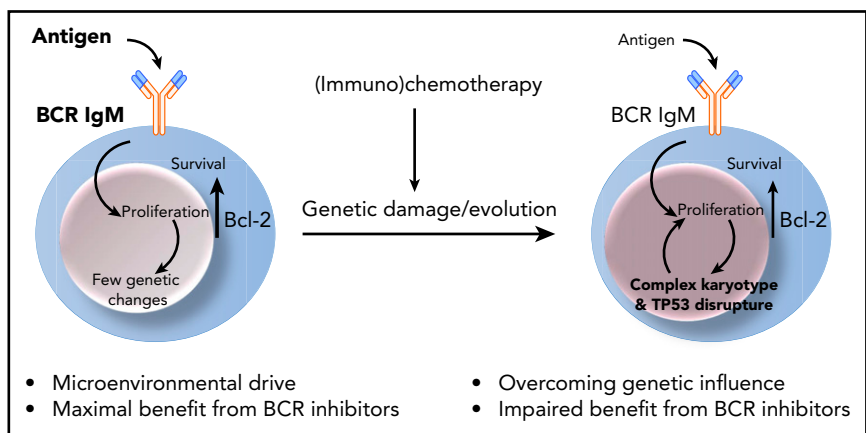 Antigen
BCR IgM
Survival
Proliferation
Bcl-2
Few genetic
changes
(Immuno)chemotherapy
Genetic damage/evolution
Antigen
BCR IgM
Survival
Proliferation
Bcl-2
Complex karyotype
& TP53 disrupture
• Microenvironmental drive
• Maximal benefit from BCR inhibitors
• Overcoming genetic influence
• Impaired benefit from BCR inhibitors